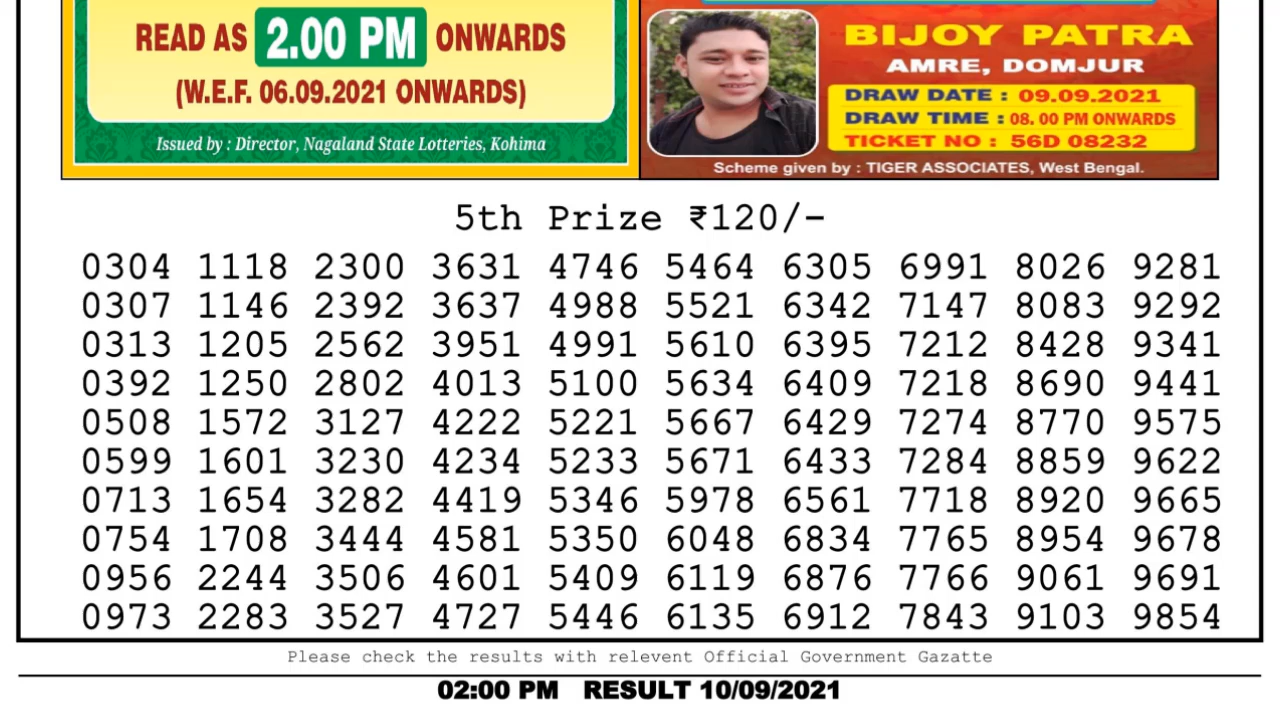 READ AS 2.00 PM ONWARDS
(W.E.F. 06.09.2021 ONWARDS)
Issued by : Director, Nagaland State Lotteries, Kohima
BIJOY PATRA
AMRE, DOMJUR
DRAW DATE : 09.09.2021
DRAW TIME : 08. 00 PM ONWARDS
TICKET NO : 56D 08232
Scheme given by : TIGER ASSOCIATES, West Bengal.
5th Prize ₹120/-
0304 1118 2300 3631 4746 5464 6305 6991 8026 9281
0307 1146 2392 3637 4988 5521 6342 7147 8083 9292
0313 1205 2562 3951 4991 5610 6395 7212 8428 9341
0392 1250 2802 4013 5100 5634 6409 7218 8690 9441
0508 1572 3127 4222 5221 5667 6429 7274 8770 9575
0599 1601 3230 4234 5233 5671 6433 7284 8859 9622
0713 1654 3282 4419 5346 5978 6561 7718 8920 9665
0754 1708 3444 4581 5350 6048 6834 7765 8954 9678
0956 2244 3506 4601 5409 6119 6876 7766 9061 9691
0973 2283 3527 4727 5446 6135 6912 7843 9103 9854
Please check the results with relevent Official Government Gazatte
02:00 PM RESULT 10/09/2021